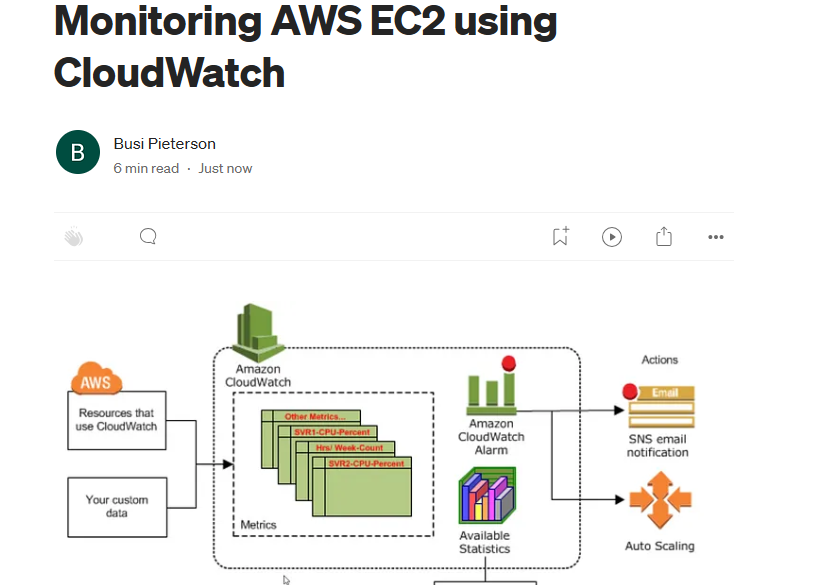 Monitoring AWS EC2 using
CloudWatch
B
Busi Pieterson
6 min read · Just now
Amazon
CloudWatch
AWS
Resources that
use CloudWatch
Your custom
data
Other Metrics...
SVR1-CPU-Percent
Hrs/ Week-Count
SVR2-CPU-Percent
Metrics
Amazon
CloudWatch
Alarm
Available
Statistics
Actions
Email
SNS email
notification
Auto Scaling